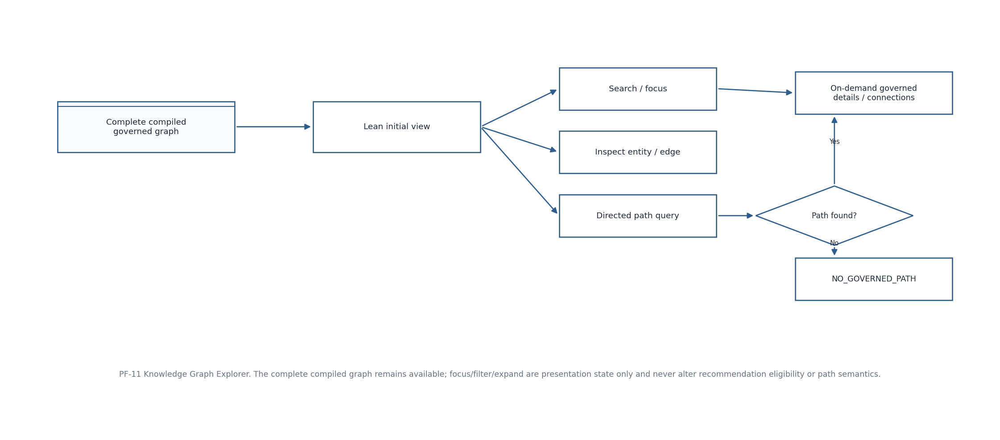 Complete compiled
governed graph
Lean initial view
Search / focus
Inspect entity / edge
Directed path query
On-demand governed
details / connections
Yes
Path found?
No
NO_GOVERNED_PATH
PF-11 Knowledge Graph Explorer. The complete compiled graph remains available; focus/filter/expand are presentation state only and never alter recommendation eligibility or path semantics.